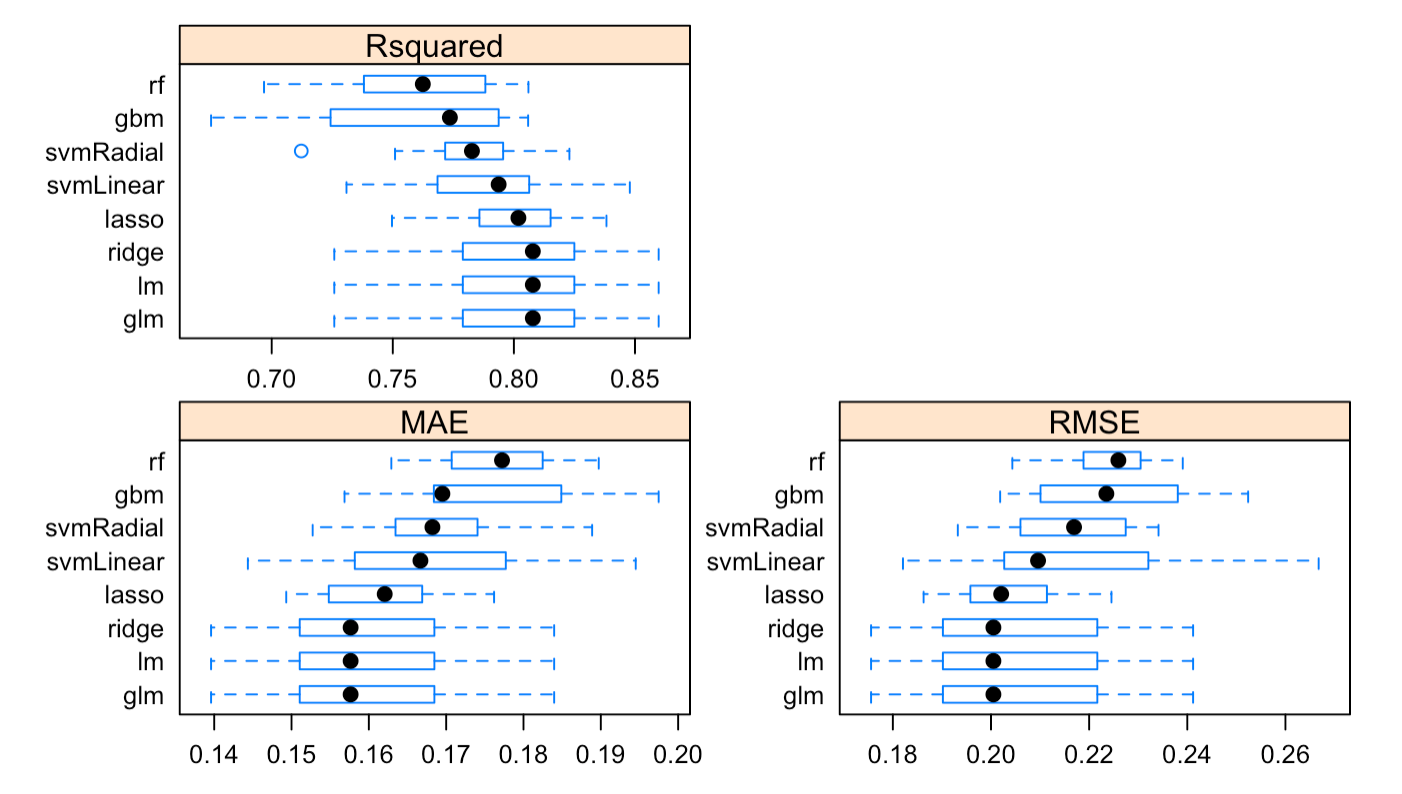 Rsquared
rf
gbm
svmRadial
svmLinear
lasso
ridge
lm
glm
0.70 0.75 0.80 0.85
MAE
rf
gbm
svmRadial
svmLinear
lasso
ridge
lm
glm
0.14 0.15 0.16 0.17 0.18 0.19 0.20
RMSE
rf
gbm
svmRadial
svmLinear
lasso
ridge
lm
glm
0.18 0.20 0.22 0.24 0.26